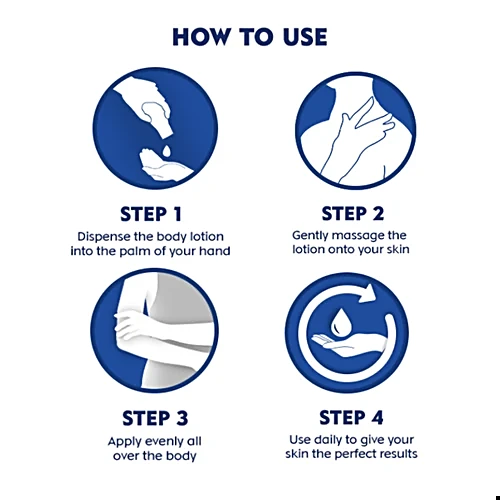 HOW TO USE
STEP 1
Dispense the body lotion
into the palm of your hand
STEP 2
Gently massage the
lotion onto your skin
STEP 3
Apply evenly all
over the body
STEP 4
Use daily to give your
skin the perfect results